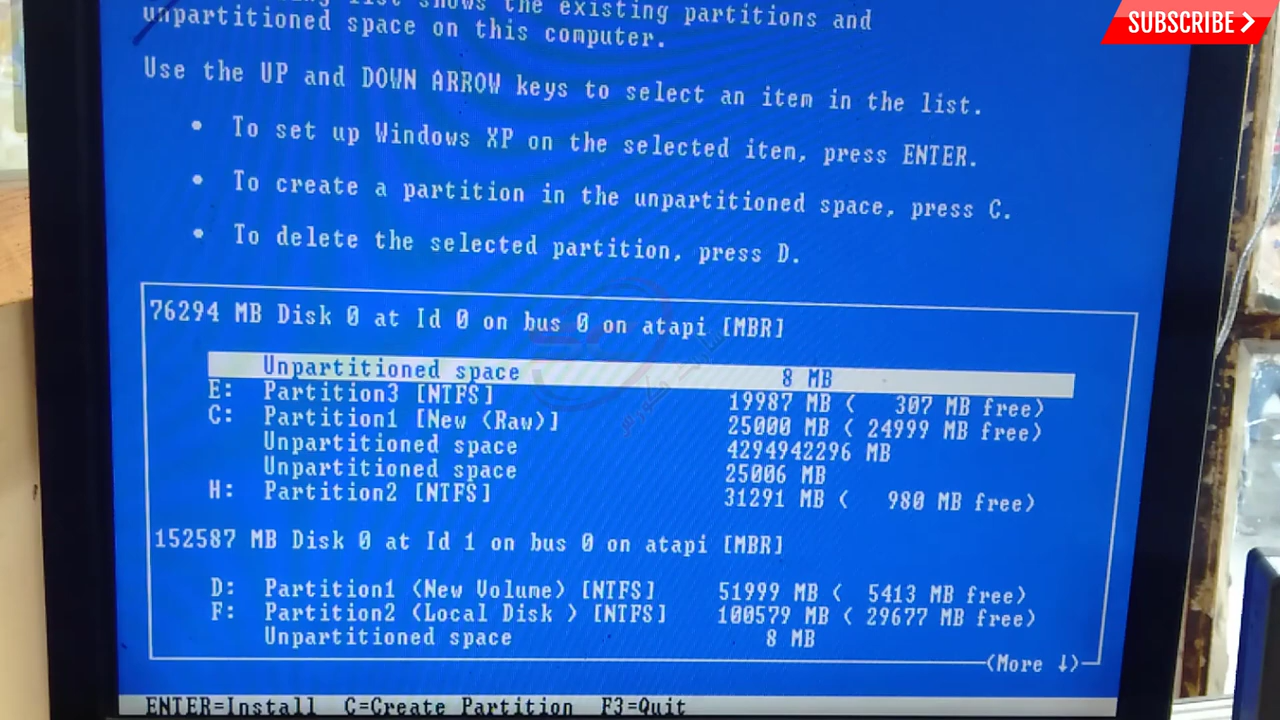 SUBSCRIBE
list shows the existing partitions and
unpartitioned space on this computer.
Use the UP and DOWN ARROW keys to select an item in the list.
• To set up Windows XP on the selected item, press ENTER.
• To create a partition in the unpartitioned space, press C.
• To delete the selected partition, press D.
76294 MB Disk 0 at Id 0 on bus 0 on atapi [MBR]
Unpartitioned space 8 MB
E: Partition3 [NTFS] 19987 MB ( 307 MB free)
C: Partition1 [New (Raw)] 25000 MB ( 24999 MB free)
Unpartitioned space 4294942296 MB
Unpartitioned space 25006 MB
H: Partition2 [NTFS] 31291 MB ( 980 MB free)
152587 MB Disk 0 at Id 1 on bus 0 on atapi [MBR]
D: Partition1 (New Volume) [NTFS] 51999 MB ( 5413 MB free)
F: Partition2 (Local Disk ) [NTFS] 100579 MB ( 29677 MB free)
Unpartitioned space 8 MB
(More ↓)
ENTER=Install C=Create Partition F3=Quit